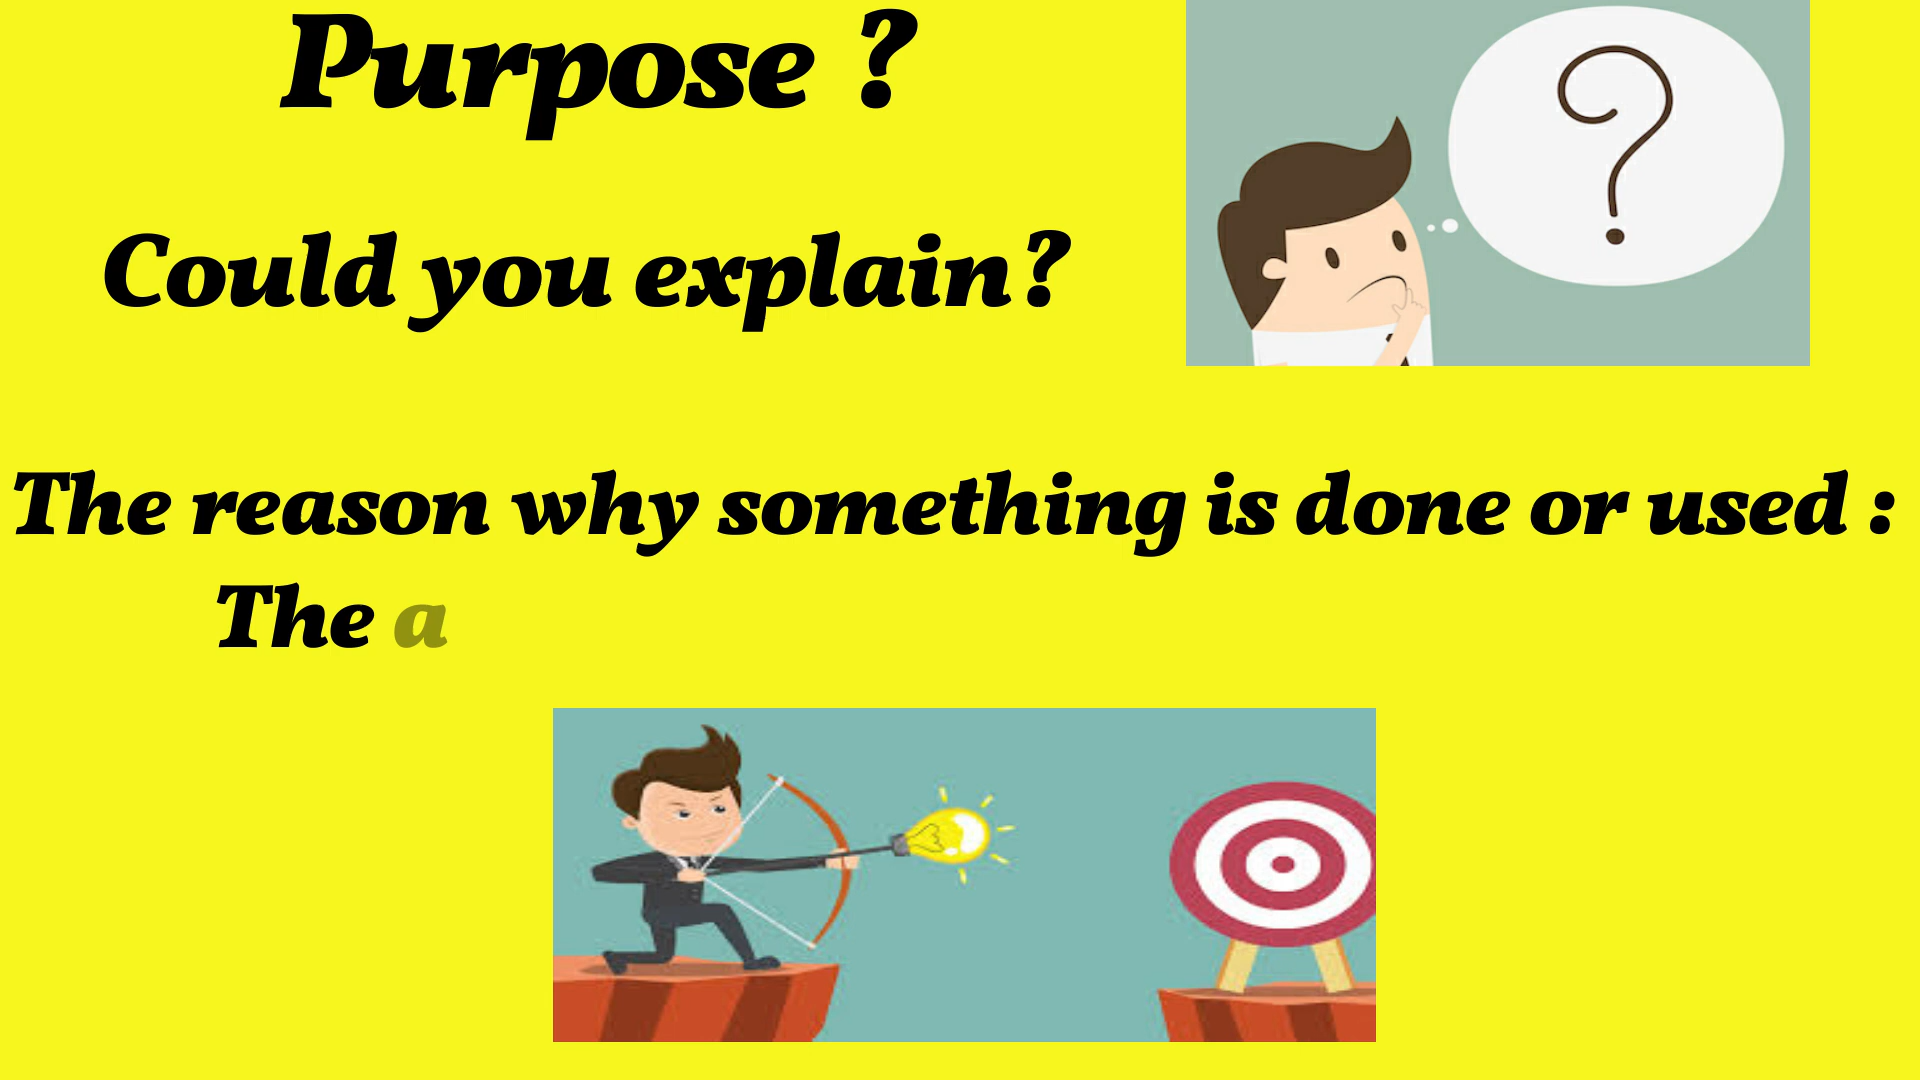 Purpose ?
Could you explain?
The reason why something is done or used :
The a